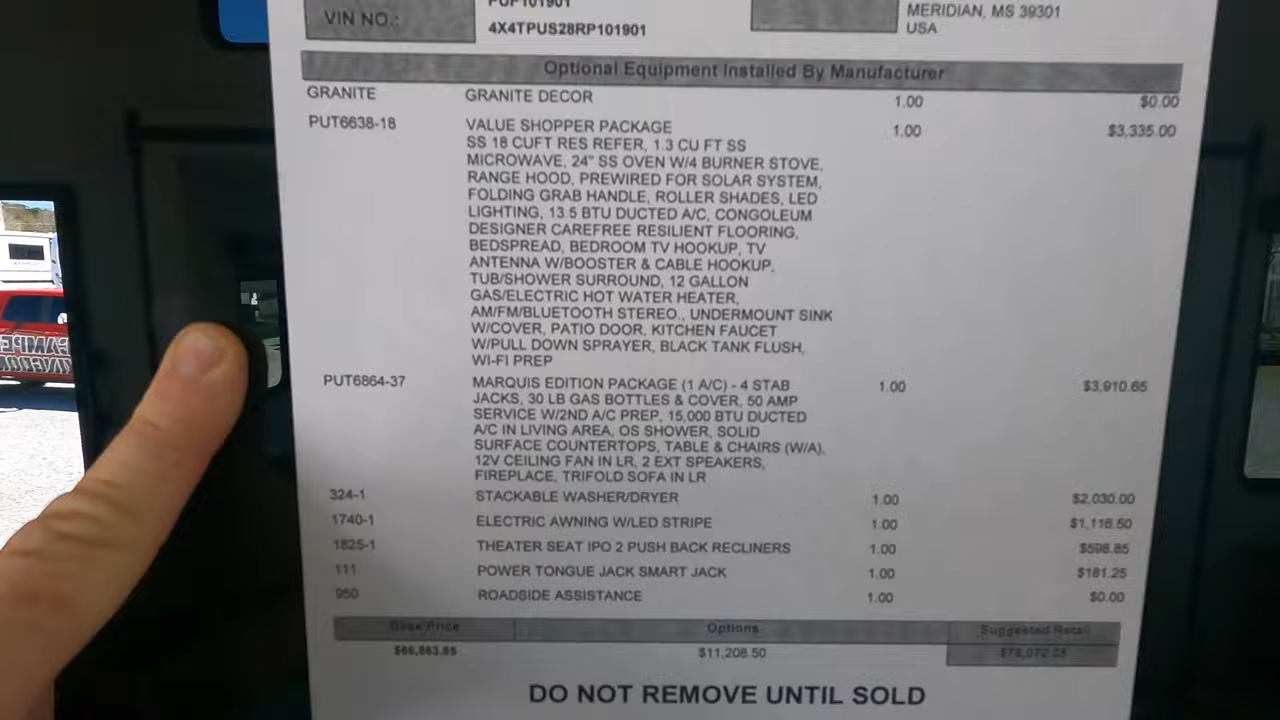 PUP101901
VIN NO.:
4X4TPUS28RP101901
MERIDIAN, MS 39301
USA
Optional Equipment Installed By Manufacturer
GRANITE GRANITE DECOR 1.00 $0.00
PUT6638-18 VALUE SHOPPER PACKAGE 1.00 $3,335.00
SS 18 CUFT RES REFER, 1.3 CU FT SS
MICROWAVE, 24" SS OVEN W/4 BURNER STOVE,
RANGE HOOD, PREWIRED FOR SOLAR SYSTEM,
FOLDING GRAB HANDLE, ROLLER SHADES, LED
LIGHTING, 13.5 BTU DUCTED A/C, CONGOLEUM
DESIGNER CAREFREE RESILIENT FLOORING,
BEDSPREAD, BEDROOM TV HOOKUP, TV
ANTENNA W/BOOSTER & CABLE HOOKUP,
TUB/SHOWER SURROUND, 12 GALLON
GAS/ELECTRIC HOT WATER HEATER,
AM/FM/BLUETOOTH STEREO., UNDERMOUNT SINK
W/COVER, PATIO DOOR, KITCHEN FAUCET
W/PULL DOWN SPRAYER, BLACK TANK FLUSH,
WI-FI PREP
PUT6864-37 MARQUIS EDITION PACKAGE (1 A/C) - 4 STAB 1.00 $3,910.65
JACKS, 30 LB GAS BOTTLES & COVER, 50 AMP
SERVICE W/2ND A/C PREP, 15,000 BTU DUCTED
A/C IN LIVING AREA, OS SHOWER, SOLID
SURFACE COUNTERTOPS, TABLE & CHAIRS (W/A),
12V CEILING FAN IN LR, 2 EXT SPEAKERS,
FIREPLACE, TRIFOLD SOFA IN LR
324-1 STACKABLE WASHER/DRYER 1.00 $2,030.00
1740-1 ELECTRIC AWNING W/LED STRIPE 1.00 $1,116.50
1825-1 THEATER SEAT IPO 2 PUSH BACK RECLINERS 1.00 $598.85
111 POWER TONGUE JACK SMART JACK 1.00 $181.25
950 ROADSIDE ASSISTANCE 1.00 $0.00
Base Price Options Suggested Retail
$66,863.85 $11,208.50 $78,072.35
DO NOT REMOVE UNTIL SOLD